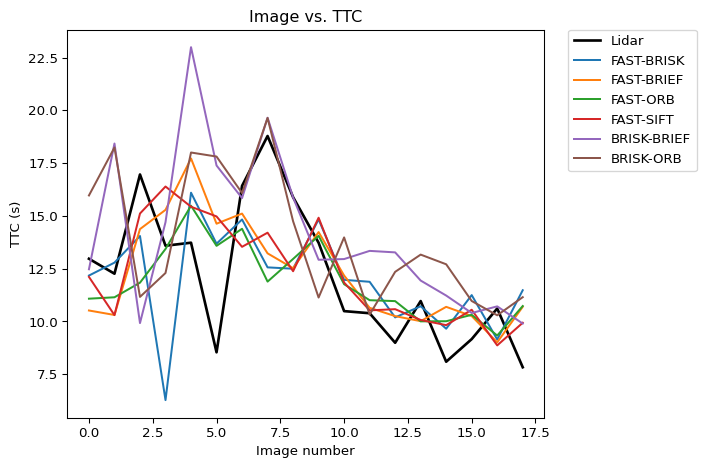 Image vs. TTC
TTC (s)
22.5
20.0
17.5
15.0
12.5
10.0
7.5
0.0 2.5 5.0 7.5 10.0 12.5 15.0 17.5
Image number
Lidar
FAST-BRISK
FAST-BRIEF
FAST-ORB
FAST-SIFT
BRISK-BRIEF
BRISK-ORB